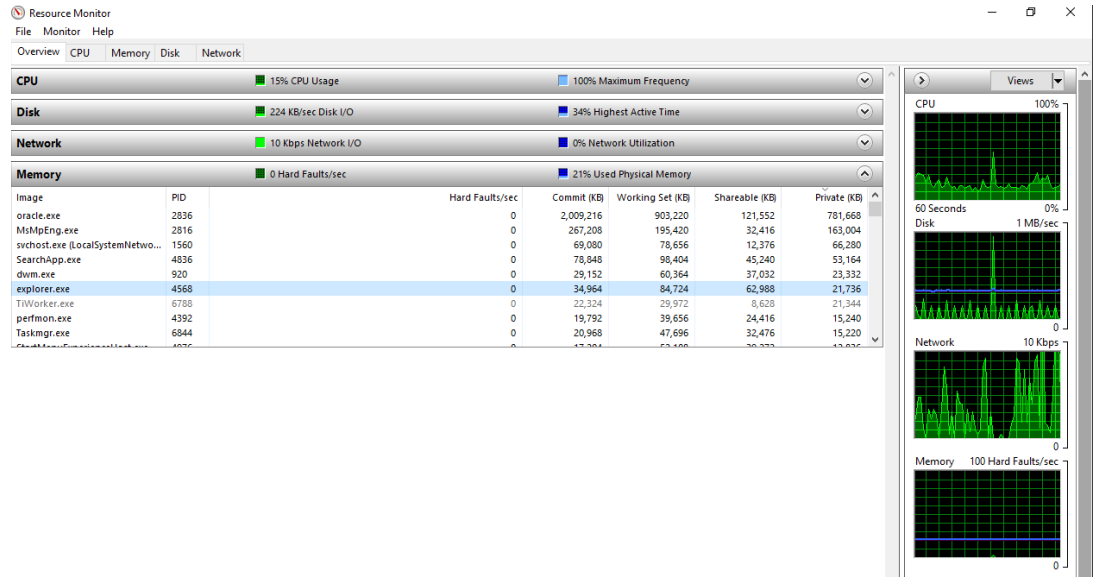 Resource Monitor
File Monitor Help
Overview CPU Memory Disk Network
CPU 15% CPU Usage 100% Maximum Frequency
Disk 224 KB/sec Disk I/O 34% Highest Active Time
Network 10 Kbps Network I/O 0% Network Utilization
Memory 0 Hard Faults/sec 21% Used Physical Memory
Image PID Hard Faults/sec Commit (KB) Working Set (KB) Shareable (KB) Private (KB)
oracle.exe 2836 0 2,009,216 903,220 121,552 781,668
MsMpEng.exe 2816 0 267,208 195,420 32,416 163,004
svchost.exe (LocalSystemNetwo... 1560 0 69,080 78,656 12,376 66,280
SearchApp.exe 4836 0 78,848 98,404 45,240 53,164
dwm.exe 920 0 29,152 60,364 37,032 23,332
explorer.exe 4568 0 34,964 84,724 62,988 21,736
TiWorker.exe 6788 0 22,324 29,972 8,628 21,344
perfmon.exe 4392 0 19,792 39,656 24,416 15,240
Taskmgr.exe 6844 0 20,968 47,696 32,476 15,220
Views
CPU 100%
60 Seconds 0%
Disk 1 MB/sec
0
Network 10 Kbps
0
Memory 100 Hard Faults/sec
0